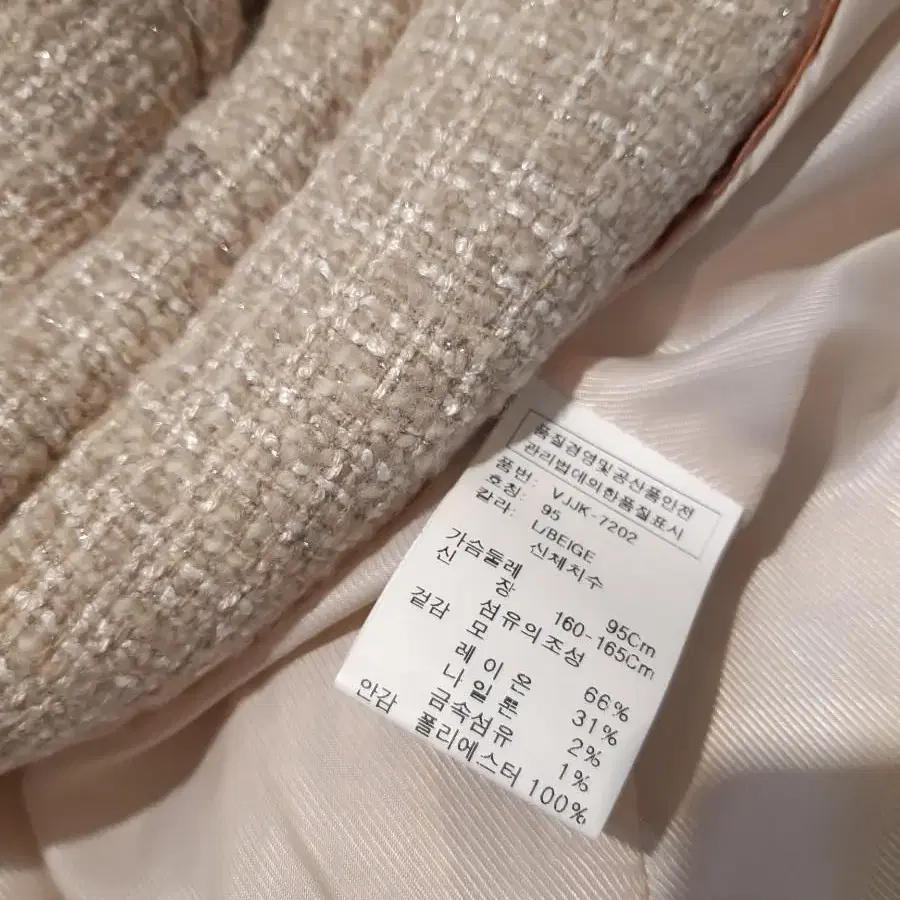 품질경영및공산품안전
관리법데의한품질표시
품번: VJJK-7202
호칭: 95
칼라: L/BEIGE
신체치수
가슴둘레 95Cm
신 장 160-165Cm
섬유의조성
겉감 모 66%
레 이 온 31%
나 일 론 2%
금속섬유 1%
안감 폴리에스터 100%